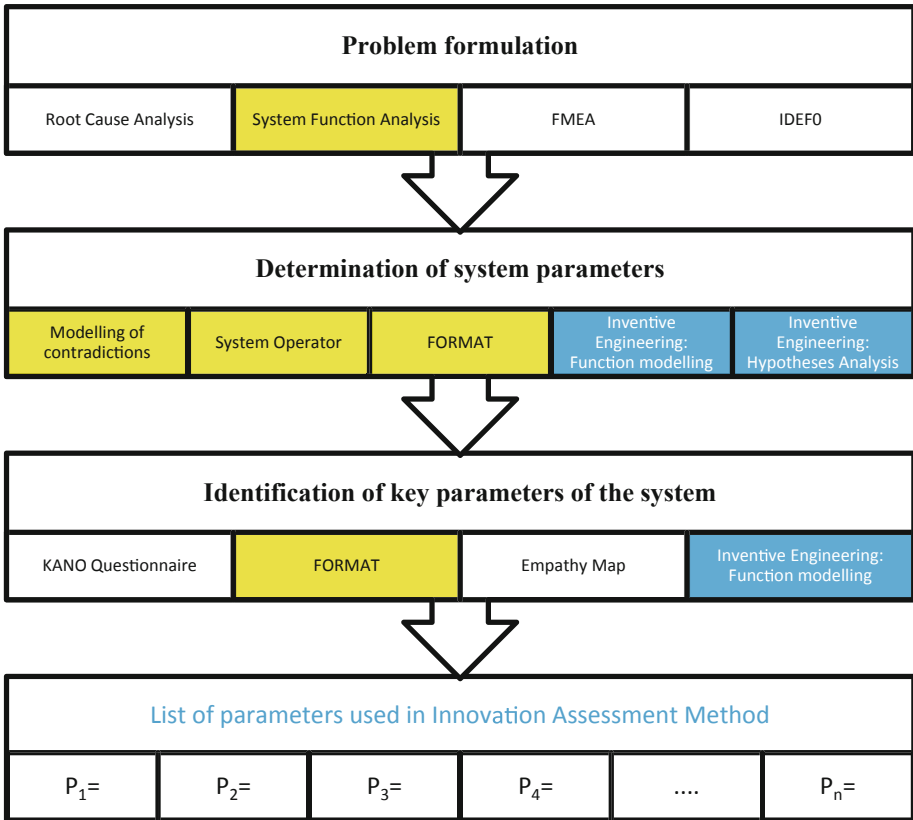 Problem formulation
Root Cause Analysis
System Function Analysis
FMEA
IDEF0
Determination of system parameters
Modelling of
contradictions
System Operator
FORMAT
Inventive
Engineering:
Function modelling
Inventive
Engineering:
Hypotheses Analysis
Identification of key parameters of the system
KANO Questionnaire
FORMAT
Empathy Map
Inventive Engineering:
Function modelling
List of parameters used in Innovation Assessment Method
P₁=
P₂=
P₃=
P₄=
....
Pₙ=